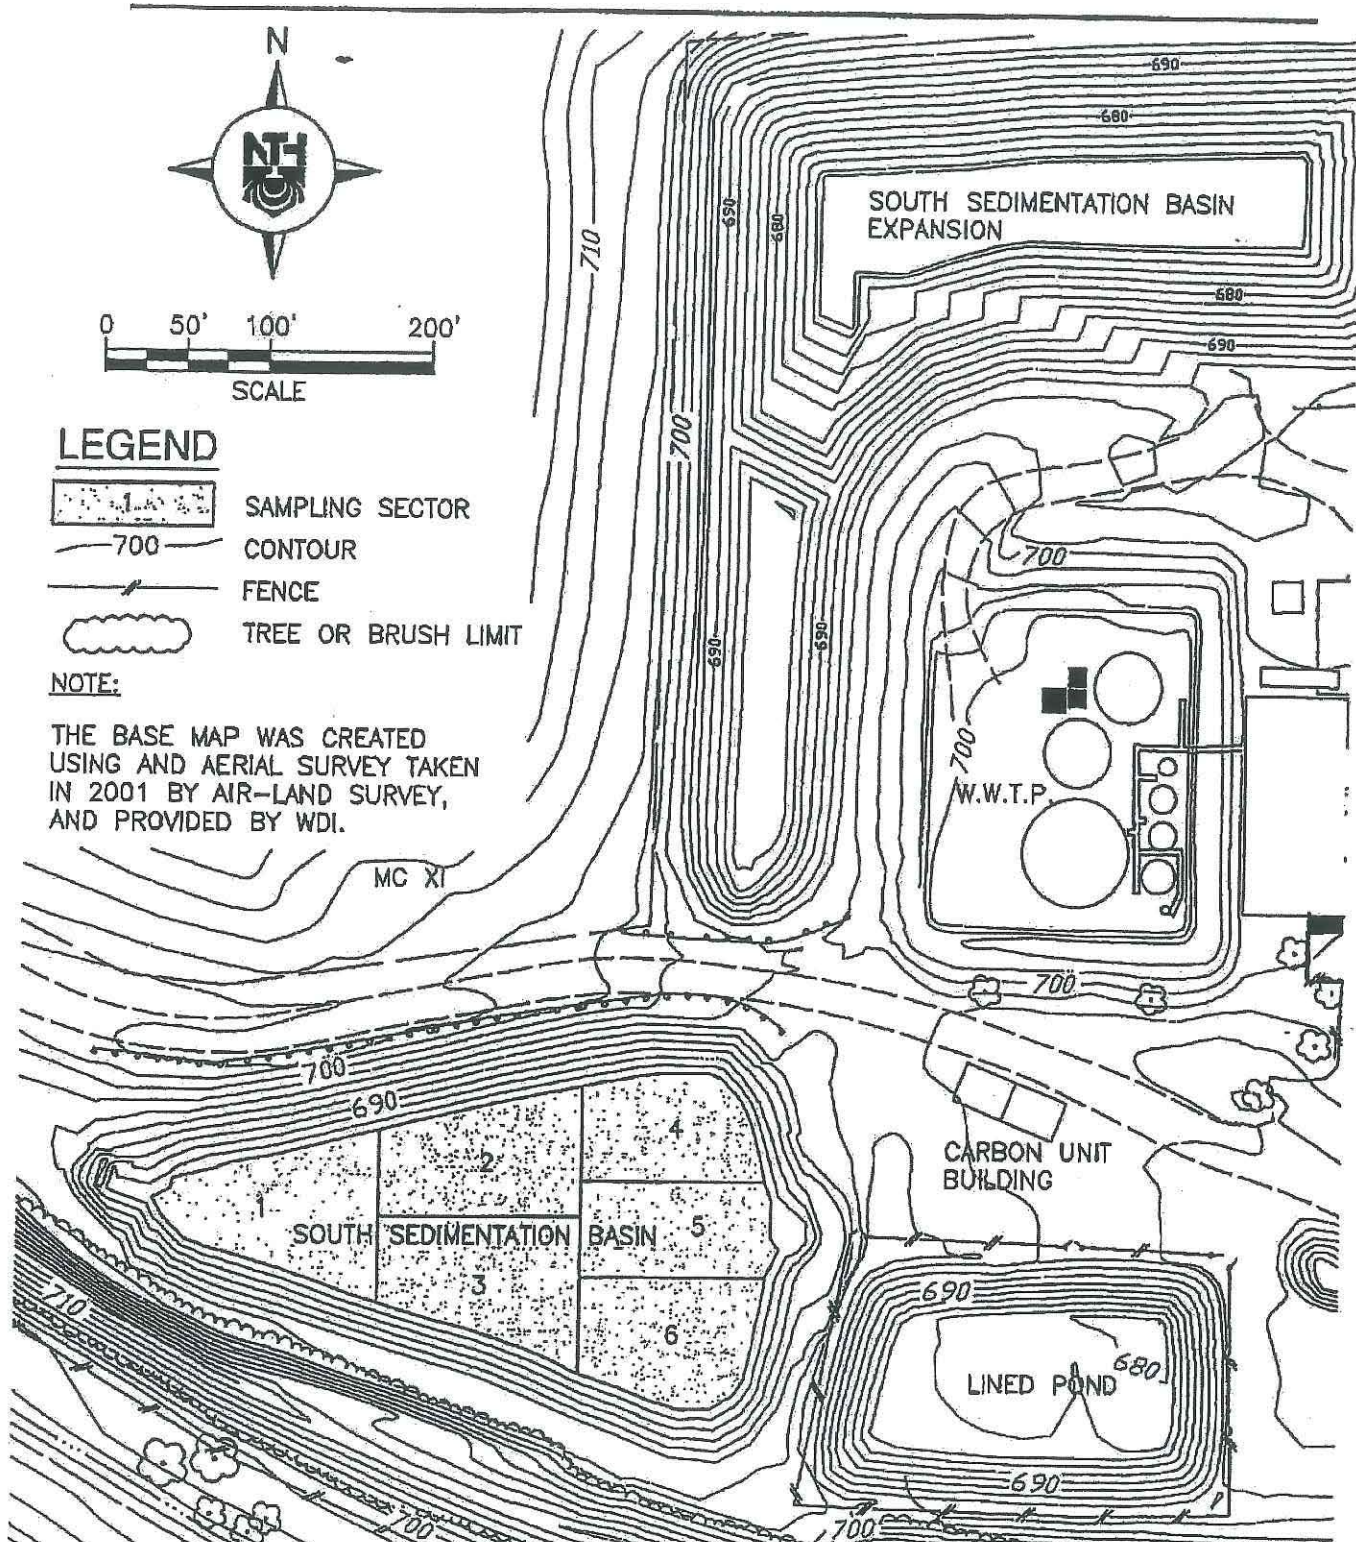 N
NTH
0 50' 100' 200'
SCALE
LEGEND
1 SAMPLING SECTOR
700 CONTOUR
FENCE
TREE OR BRUSH LIMIT
NOTE:
THE BASE MAP WAS CREATED
USING AND AERIAL SURVEY TAKEN
IN 2001 BY AIR-LAND SURVEY,
AND PROVIDED BY WDI.
690
680
SOUTH SEDIMENTATION BASIN
EXPANSION
690
680
710
680
690
700
700
690
690
700
W.W.T.P.
MC XI
700
700
690
CARBON UNIT
BUILDING
1
2
3
4
5
6
SOUTH SEDIMENTATION BASIN
710
690
680
LINED POND
690
700
700